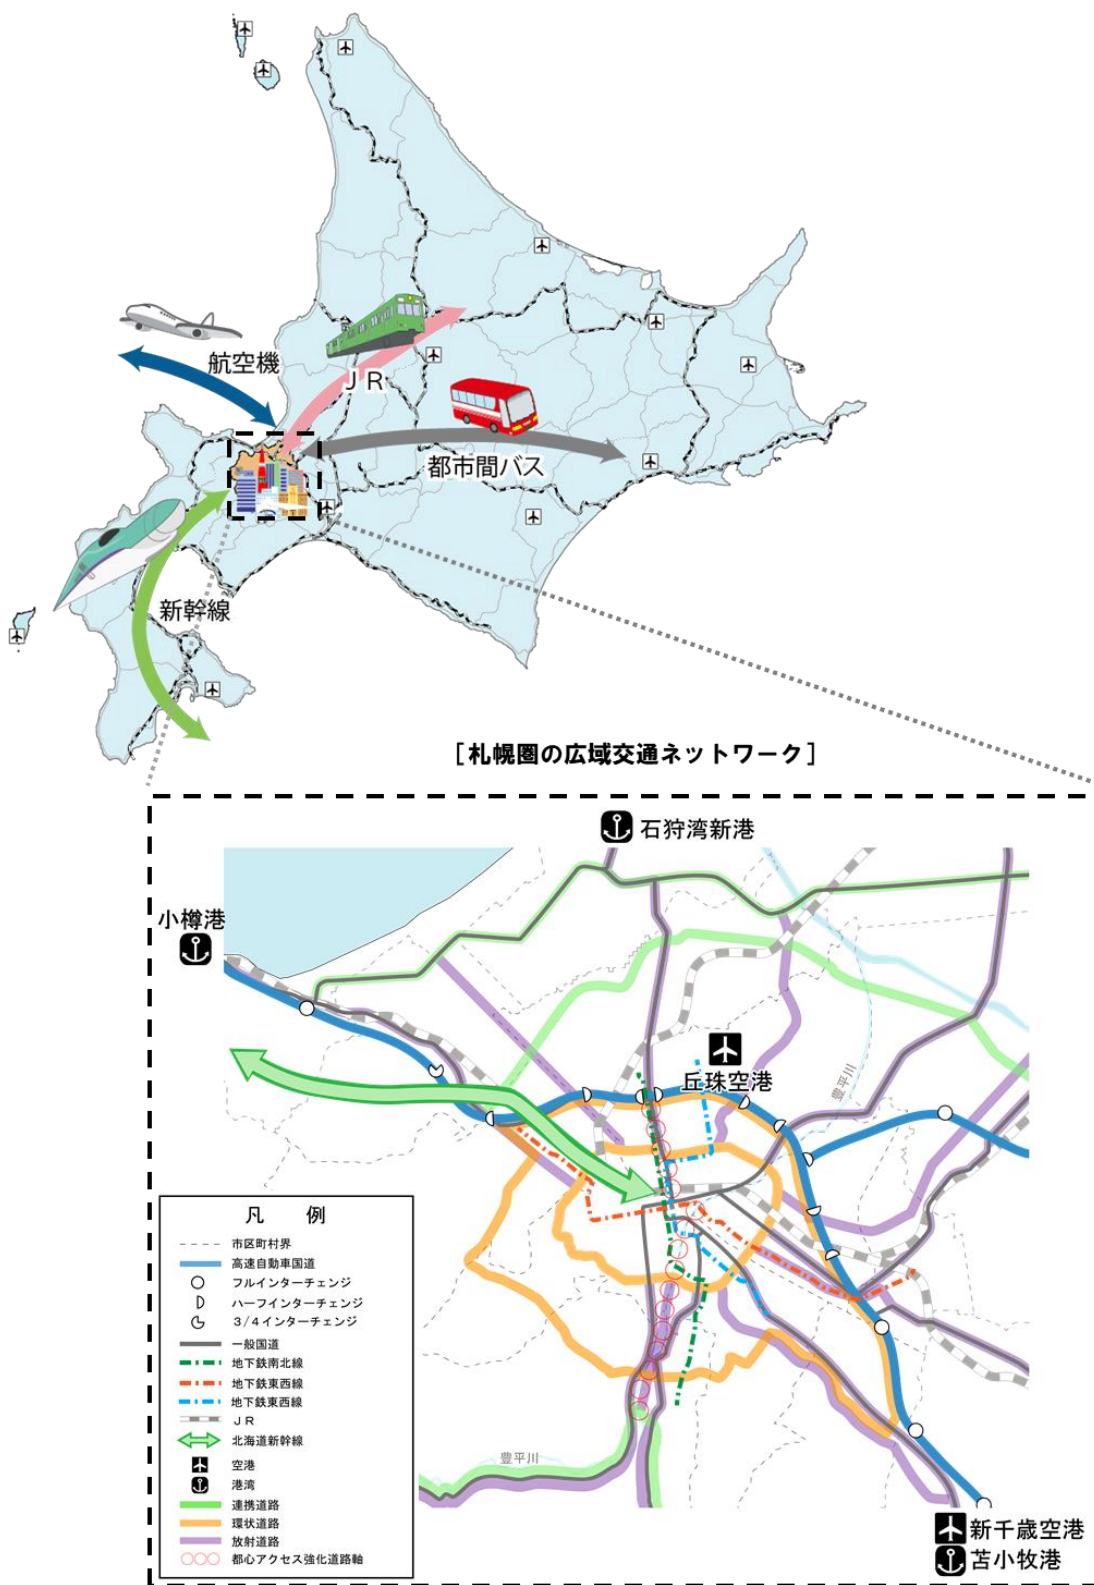 航空機
ＪＲ
都市間バス
新幹線
［札幌圏の広域交通ネットワーク］
石狩湾新港
小樽港
丘珠空港
豊平川
凡　例
市区町村界
高速自動車国道
フルインターチェンジ
ハーフインターチェンジ
３/４インターチェンジ
一般国道
地下鉄南北線
地下鉄東西線
地下鉄東西線
ＪＲ
北海道新幹線
空港
港湾
連携道路
環状道路
放射道路
都心アクセス強化道路軸
豊平川
新千歳空港
苫小牧港